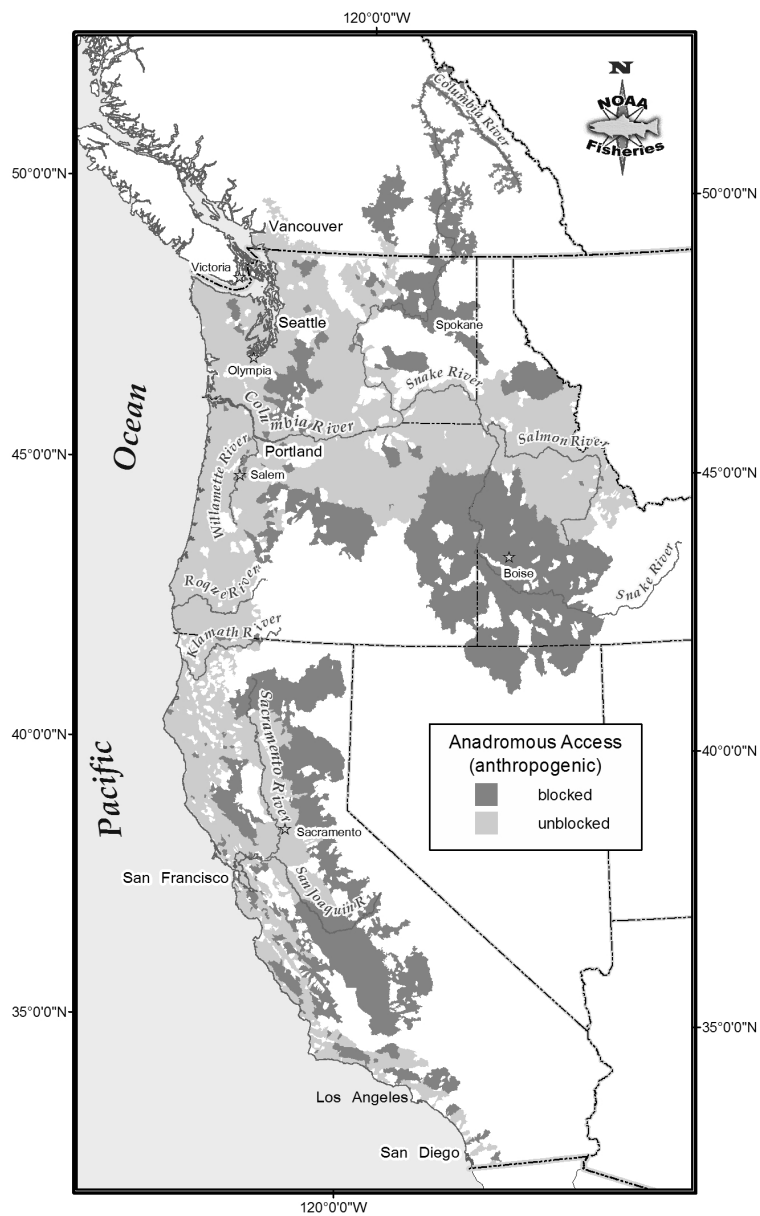 120°0'0"W
N
NOAA
Fisheries
Columbia River
50°0'0"N
50°0'0"N
Vancouver
Victoria
Seattle
Spokane
Olympia
Snake River
Columbia River
Ocean
Salmon River
45°0'0"N
45°0'0"N
Portland
Willamette River
Salem
Boise
Snake River
Roque River
Klamath River
Sacramento River
40°0'0"N
40°0'0"N
Anadromous Access
(anthropogenic)
blocked
unblocked
Pacific
Sacramento
San Francisco
San Joaquin R.
35°0'0"N
35°0'0"N
Los Angeles
San Diego
120°0'0"W